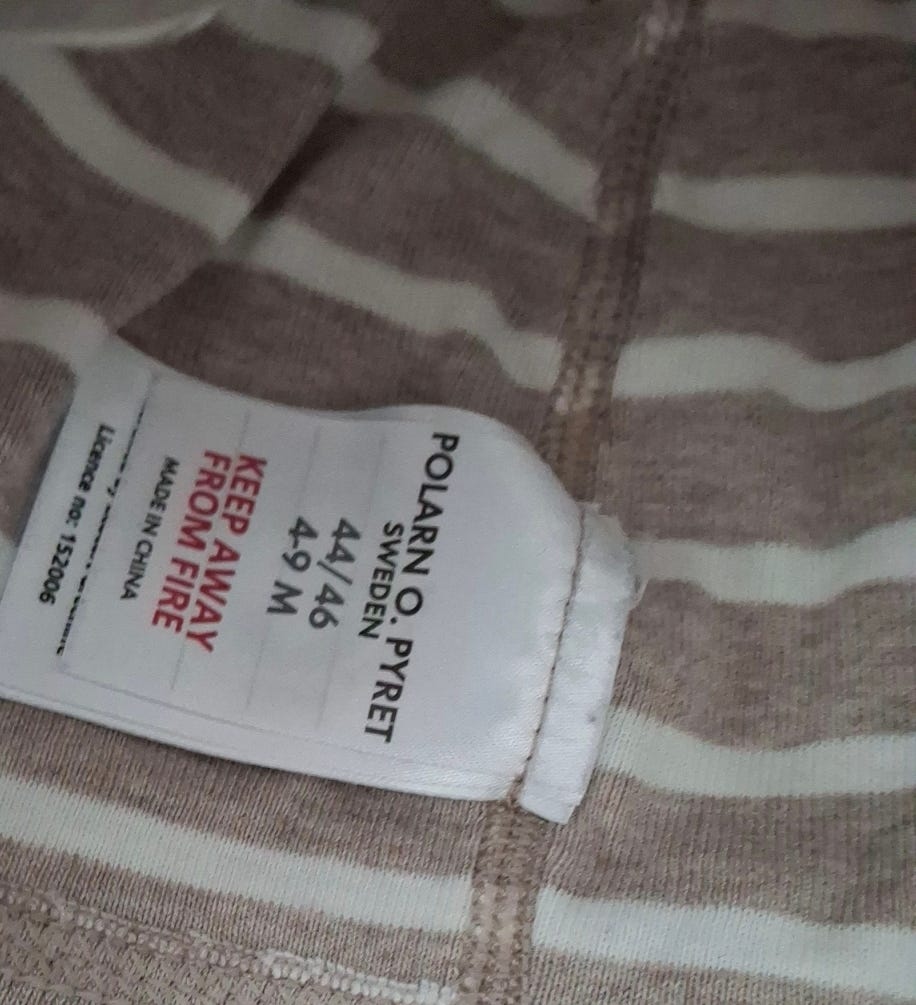 POLARN O. PYRET
SWEDEN
44/46
4-9 M
KEEP AWAY
FROM FIRE
MADE IN CHINA
Licence no: 152006